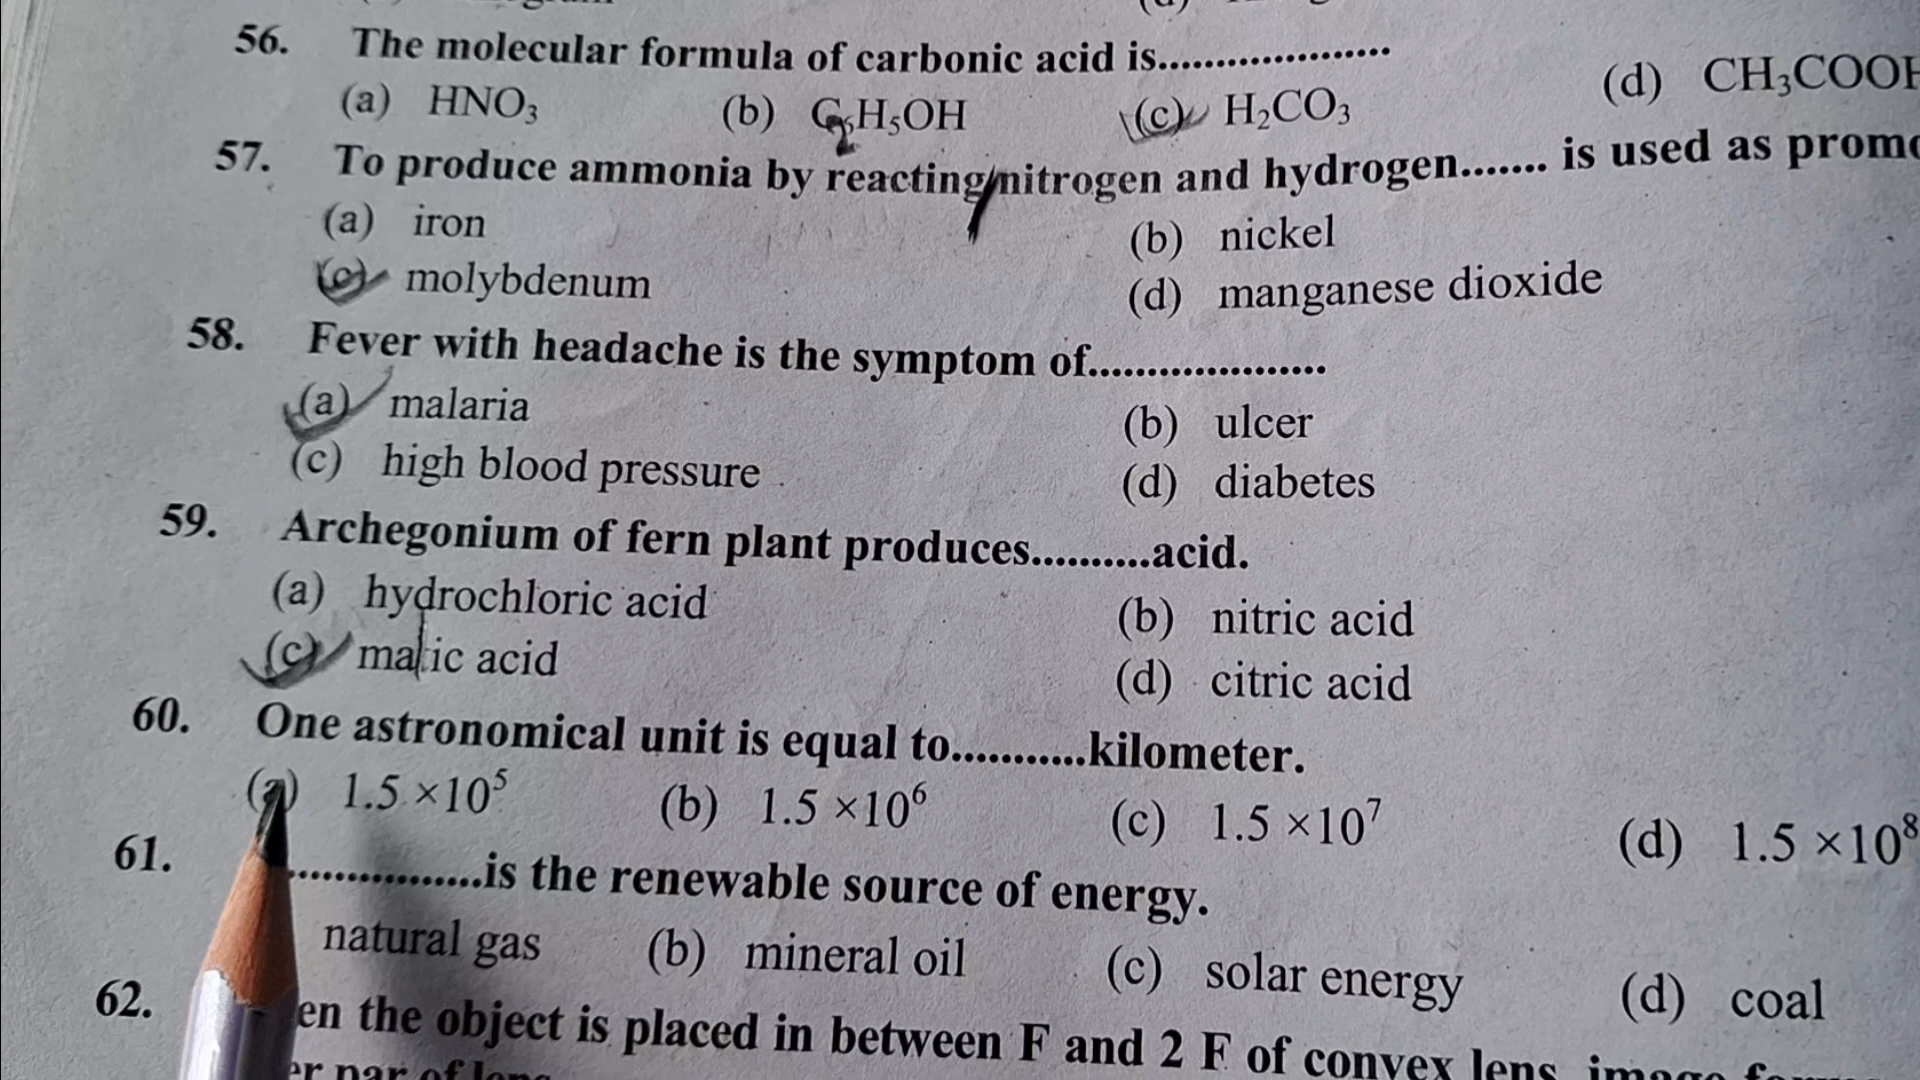 56. The molecular formula of carbonic acid is....................
(a) HNO₃ (b) C₆H₅OH (c) H₂CO₃ (d) CH₃COOH
57. To produce ammonia by reacting nitrogen and hydrogen....... is used as
(a) iron (b) nickel
(c) molybdenum (d) manganese dioxide
58. Fever with headache is the symptom of....................
(a) malaria (b) ulcer
(c) high blood pressure (d) diabetes
59. Archegonium of fern plant produces..........acid.
(a) hydrochloric acid (b) nitric acid
(c) malic acid (d) citric acid
60. One astronomical unit is equal to...........kilometer.
(a) 1.5 ×10⁵ (b) 1.5 ×10⁶ (c) 1.5 ×10⁷ (d) 1.5 ×10⁸
61. ................is the renewable source of energy.
natural gas (b) mineral oil (c) solar energy (d) coal
62. en the object is placed in between F and 2 F of convex lens, image